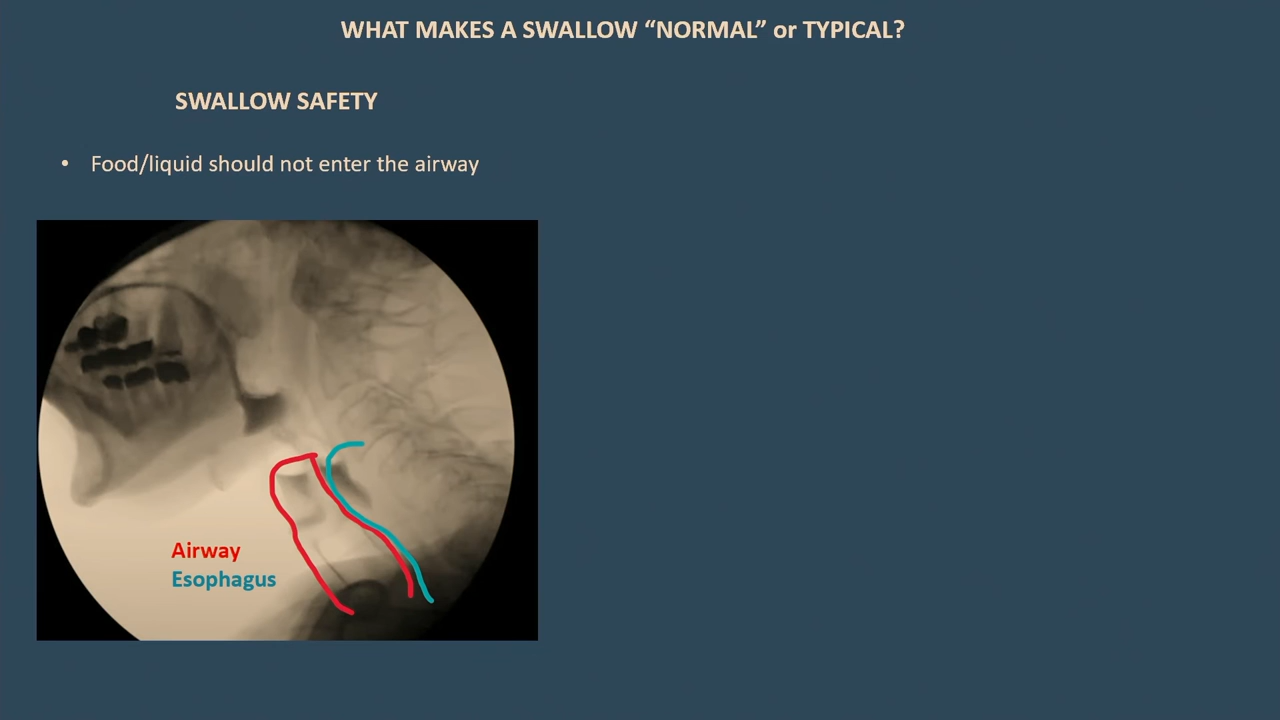 WHAT MAKES A SWALLOW “NORMAL” or TYPICAL?
SWALLOW SAFETY
• Food/liquid should not enter the airway
Airway
Esophagus